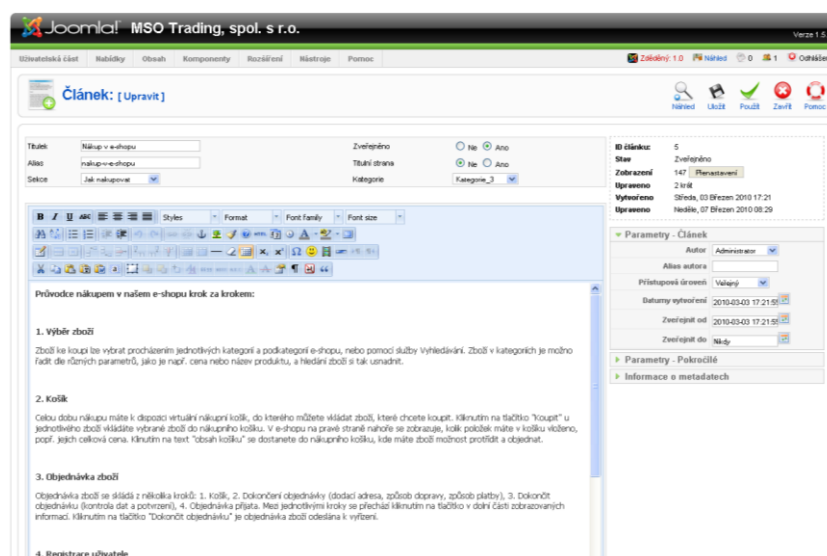 Joomla! MSO Trading, spol. s r.o.
Verze 1.5.
Uživatelská část Nabídky Obsah Komponenty Rozšíření Nástroje Pomoc
Zděděný: 1.0 Náhled 0 1 Odhlášen
Článek: [ Upravit ]
Náhled Uložit Použít Zavřít Pomoc
Titulek Nákup v e-shopu Zveřejněno Ne Ano
Alias nakup-v-e-shopu Titulní strana Ne Ano
Sekce Jak nakupovat Kategorie Kategorie_3
ID článku: 5
Stav Zveřejněno
Zobrazení 147 Přenastavení
Upraveno 2 krát
Vytvořeno Středa, 03 Březen 2010 17:21
Upraveno Neděle, 07 Březen 2010 08:29
B I U ABC Styles Format Font family Font size
Průvodce nákupem v našem e-shopu krok za krokem:
1. Výběr zboží
Zboží ke koupi lze vybrat procházením jednotlivých kategorií a podkategorií e-shopu, nebo pomocí služby Vyhledávání. Zboží v kategoriích je možno
řadit dle různých parametrů, jako je např. cena nebo název produktu, a hledání zboží si tak usnadnit.
2. Košík
Celou dobu nákupu máte k dispozici virtuální nákupní košík, do kterého můžete vkládat zboží, které chcete koupit. Kliknutím na tlačítko "Koupit" u
jednotlivého zboží vkládáte vybrané zboží do nákupního košíku. V e-shopu na pravé straně nahoře se zobrazuje, kolik položek máte v košíku vloženo,
popř. jejich celková cena. Klinutím na text "obsah košíku" se dostanete do nákupního košíku, kde máte zboží možnost protřídit a objednat.
3. Objednávka zboží
Objednávka zboží se skládá z několika kroků: 1. Košík, 2. Dokončení objednávky (dodací adresa, způsob dopravy, způsob platby), 3. Dokončit
objednávku (kontrola dat a potvrzení), 4. Objednávka přijata. Mezi jednotlivými kroky se přechází kliknutím na tlačítko v dolní části zobrazovaných
informací. Kliknutím na tlačítko "Dokončit objednávku" je objednávka zboží odeslána k vyřízení.
4. Registrace uživatele
Parametry - Článek
Autor Administrator
Alias autora
Přístupová úroveň Veřejný
Datumy vytvoření 2010-03-03 17:21:55
Zveřejnit od 2010-03-03 17:21:55
Zveřejnit do Nikdy
Parametry - Pokročilé
Informace o metadatech